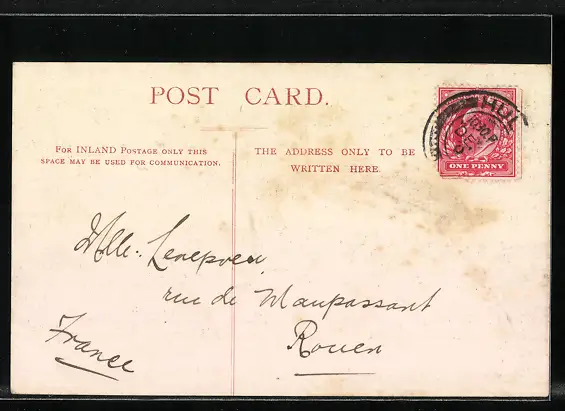 POST CARD.
FOR INLAND POSTAGE ONLY THIS
SPACE MAY BE USED FOR COMMUNICATION.
THE ADDRESS ONLY TO BE
WRITTEN HERE.
HULL
ONE PENNY
Mlle.
rue de Maupassant
Rouen
France